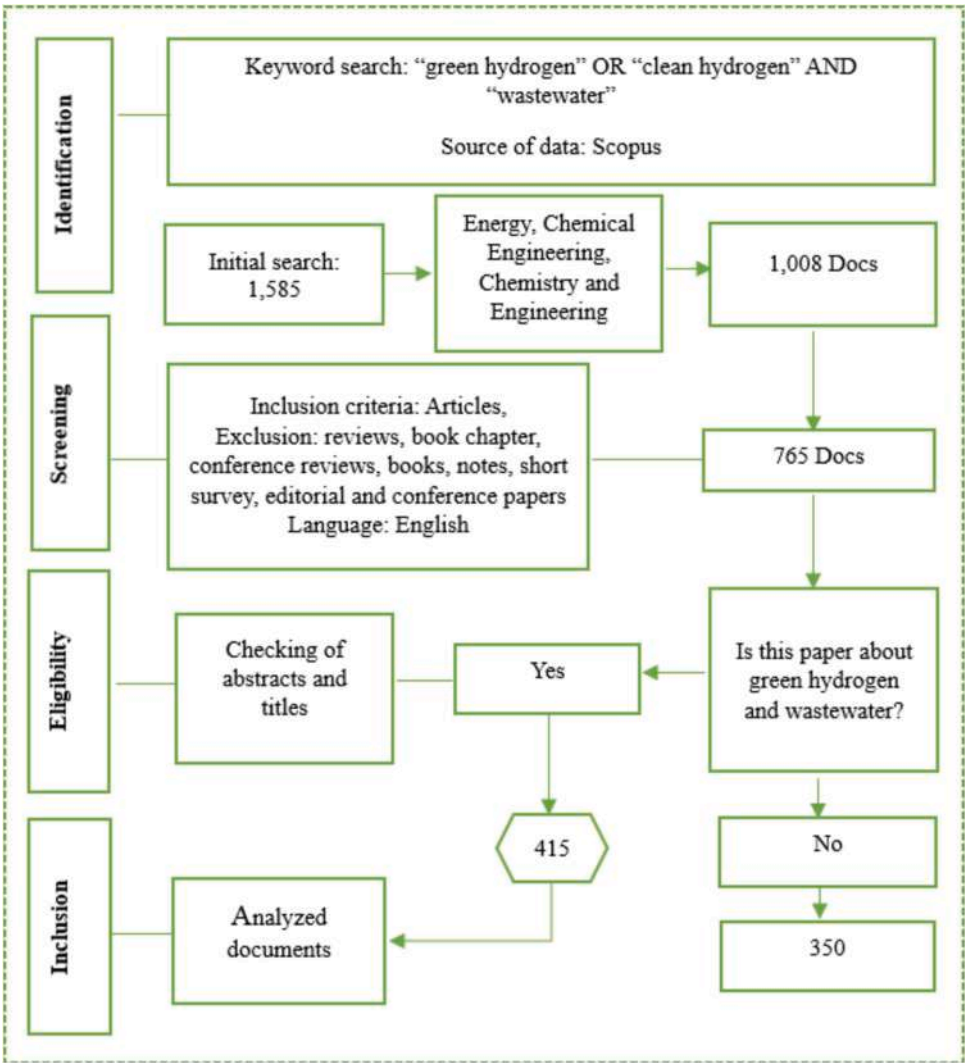 Identification
Keyword search: “green hydrogen” OR “clean hydrogen” AND
“wastewater”
Source of data: Scopus
Initial search:
1,585
Energy, Chemical
Engineering,
Chemistry and
Engineering
1,008 Docs
Screening
Inclusion criteria: Articles,
Exclusion: reviews, book chapter,
conference reviews, books, notes, short
survey, editorial and conference papers
Language: English
765 Docs
Eligibility
Checking of
abstracts and
titles
Yes
Is this paper about
green hydrogen
and wastewater?
415
No
350
Inclusion
Analyzed
documents